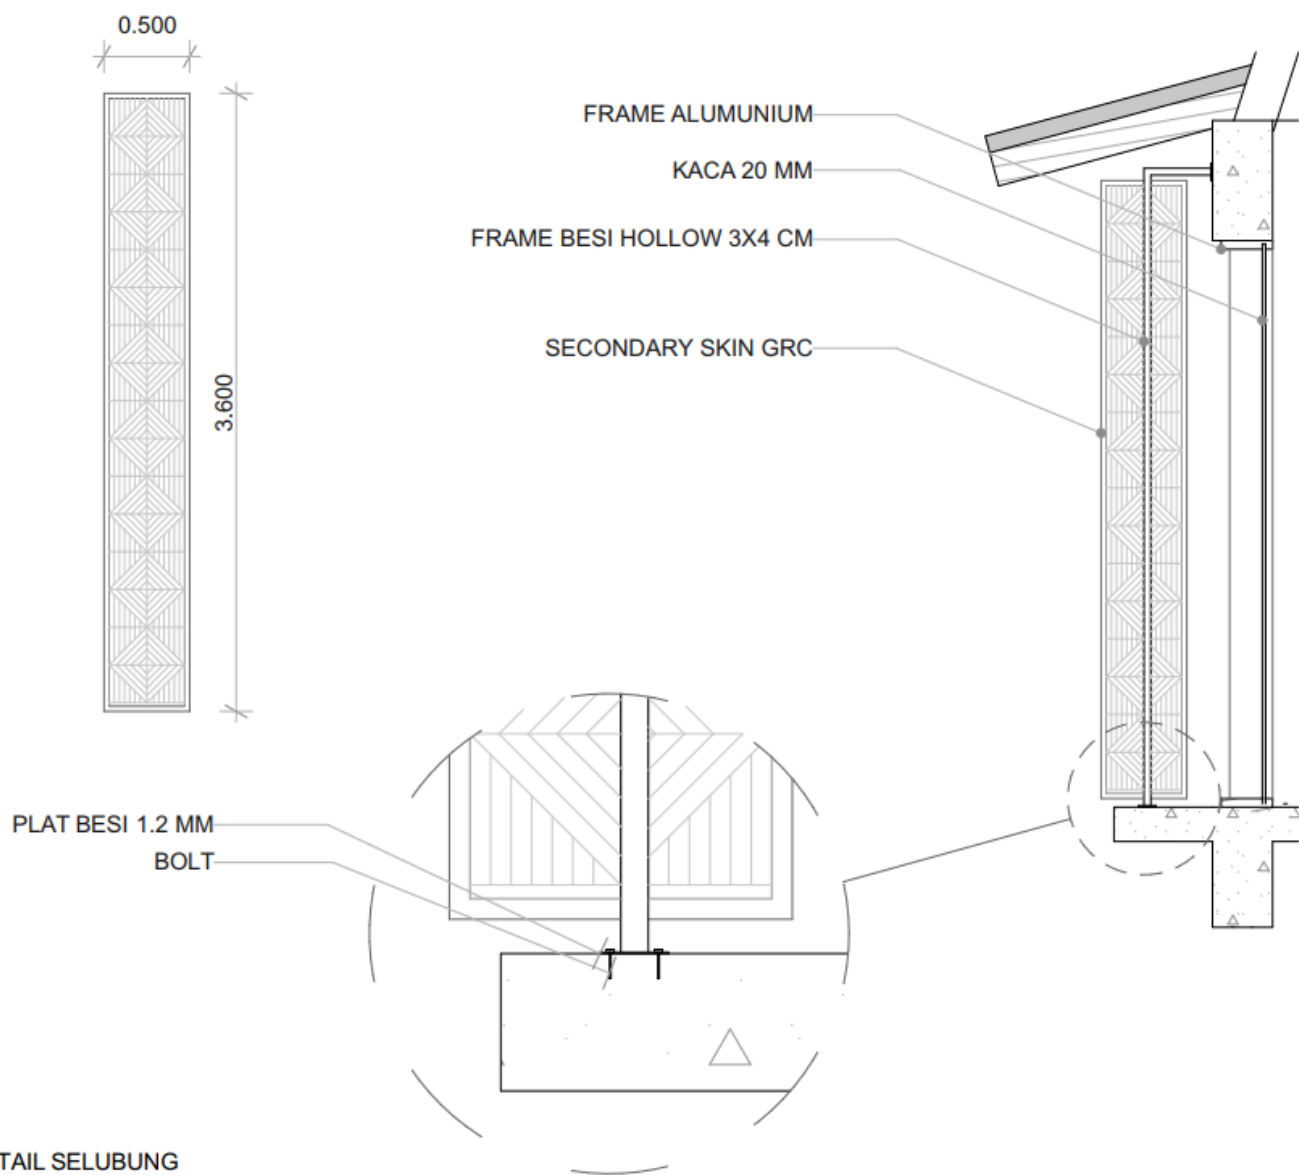 0.500
3.600
FRAME ALUMUNIUM
KACA 20 MM
FRAME BESI HOLLOW 3X4 CM
SECONDARY SKIN GRC
PLAT BESI 1.2 MM
BOLT
TAIL SELUBUNG